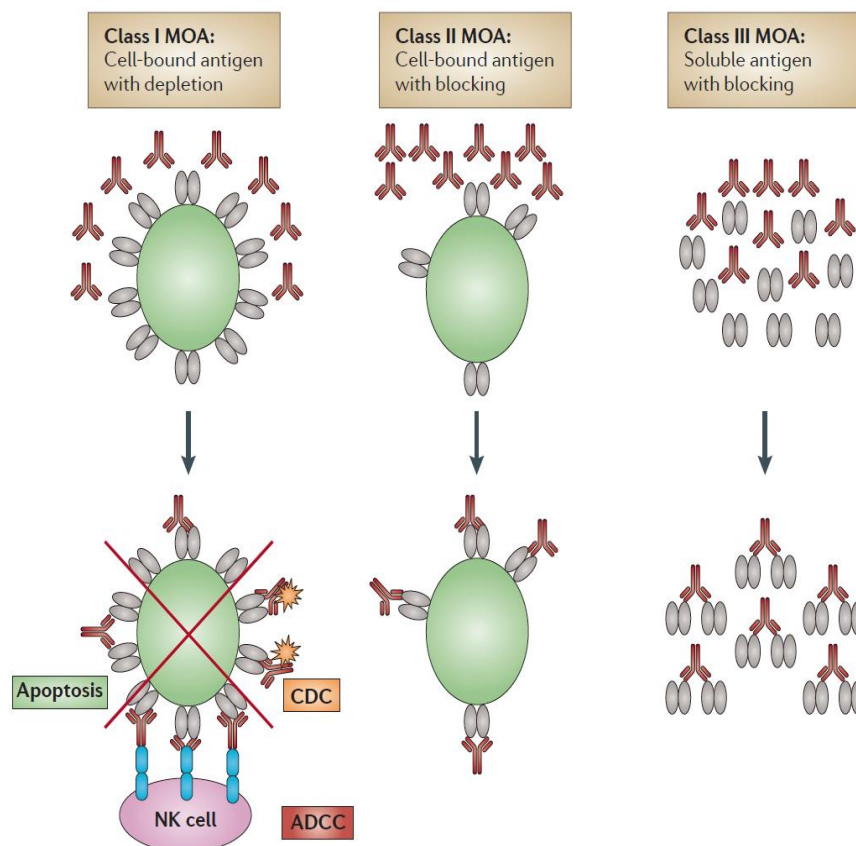 Class I MOA:
Cell-bound antigen
with depletion
Class II MOA:
Cell-bound antigen
with blocking
Class III MOA:
Soluble antigen
with blocking
Apoptosis
CDC
NK cell
ADCC